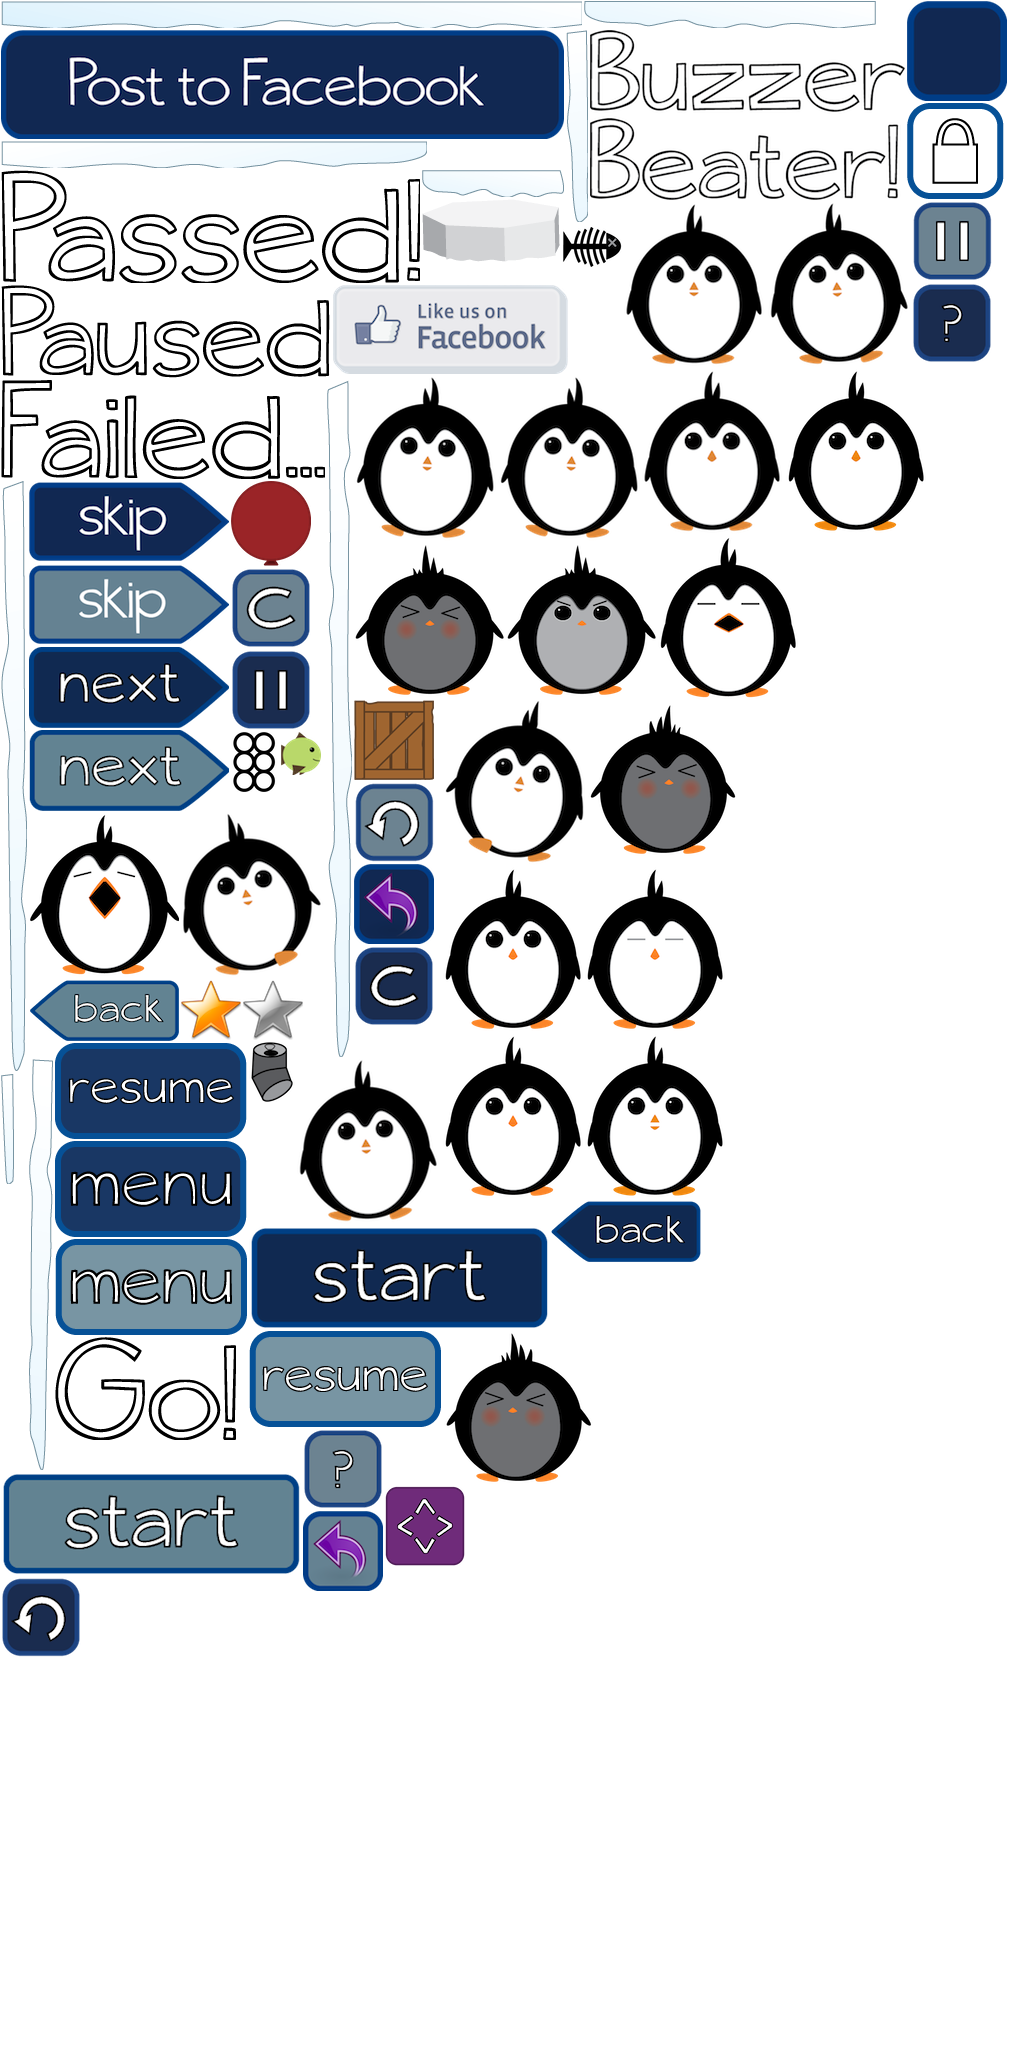 Post to Facebook
Buzzer
Beater!
Passed!
?
Paused
Like us on
Facebook
Failed...
skip
skip
C
next
next
C
back
resume
menu
back
menu
start
Go!
resume
?
start